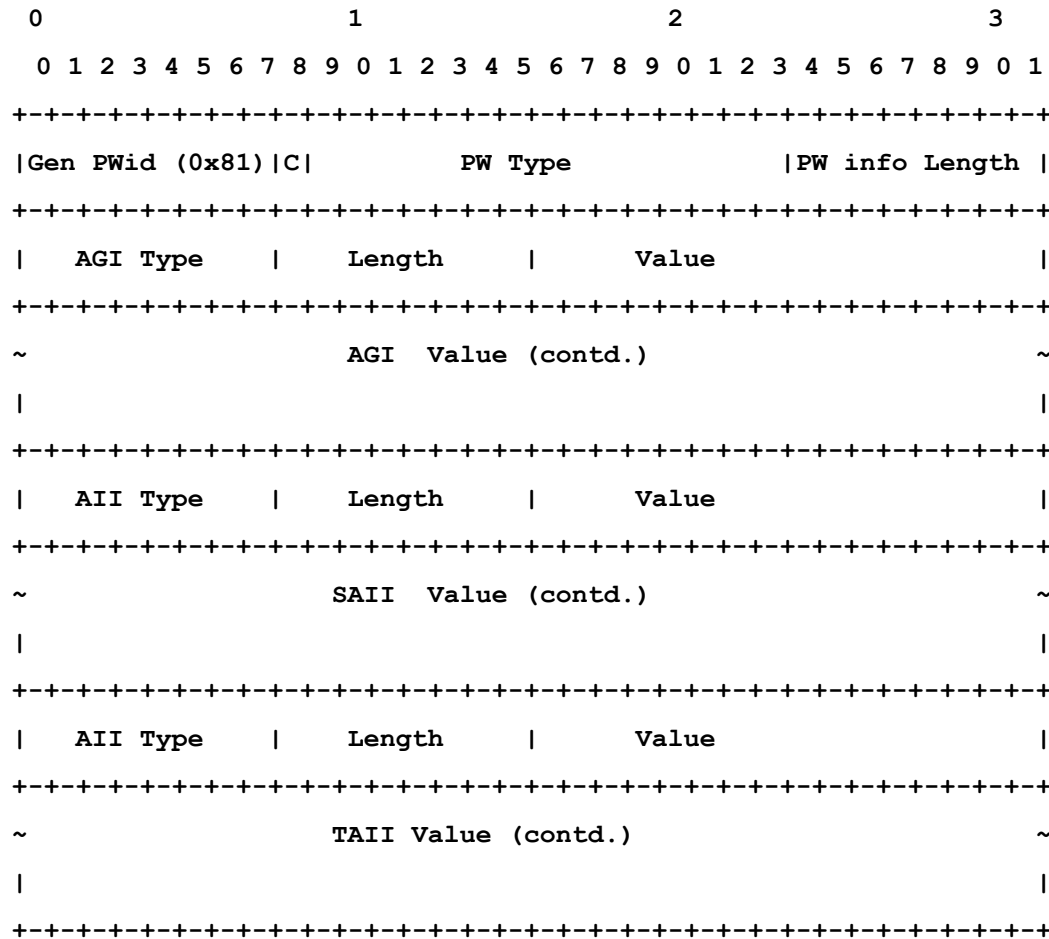 0                   1                   2                   3
 0 1 2 3 4 5 6 7 8 9 0 1 2 3 4 5 6 7 8 9 0 1 2 3 4 5 6 7 8 9 0 1
+-+-+-+-+-+-+-+-+-+-+-+-+-+-+-+-+-+-+-+-+-+-+-+-+-+-+-+-+-+-+-+-+
|Gen PWid (0x81)|C|         PW Type             |PW info Length |
+-+-+-+-+-+-+-+-+-+-+-+-+-+-+-+-+-+-+-+-+-+-+-+-+-+-+-+-+-+-+-+-+
|   AGI Type    |    Length     |      Value                    |
+-+-+-+-+-+-+-+-+-+-+-+-+-+-+-+-+-+-+-+-+-+-+-+-+-+-+-+-+-+-+-+-+
~                    AGI  Value (contd.)                        ~
|                                                               |
+-+-+-+-+-+-+-+-+-+-+-+-+-+-+-+-+-+-+-+-+-+-+-+-+-+-+-+-+-+-+-+-+
|   AII Type    |    Length     |      Value                    |
+-+-+-+-+-+-+-+-+-+-+-+-+-+-+-+-+-+-+-+-+-+-+-+-+-+-+-+-+-+-+-+-+
~                   SAII  Value (contd.)                        ~
|                                                               |
+-+-+-+-+-+-+-+-+-+-+-+-+-+-+-+-+-+-+-+-+-+-+-+-+-+-+-+-+-+-+-+-+
|   AII Type    |    Length     |      Value                    |
+-+-+-+-+-+-+-+-+-+-+-+-+-+-+-+-+-+-+-+-+-+-+-+-+-+-+-+-+-+-+-+-+
~                   TAII Value (contd.)                         ~
|                                                               |
+-+-+-+-+-+-+-+-+-+-+-+-+-+-+-+-+-+-+-+-+-+-+-+-+-+-+-+-+-+-+-+-+